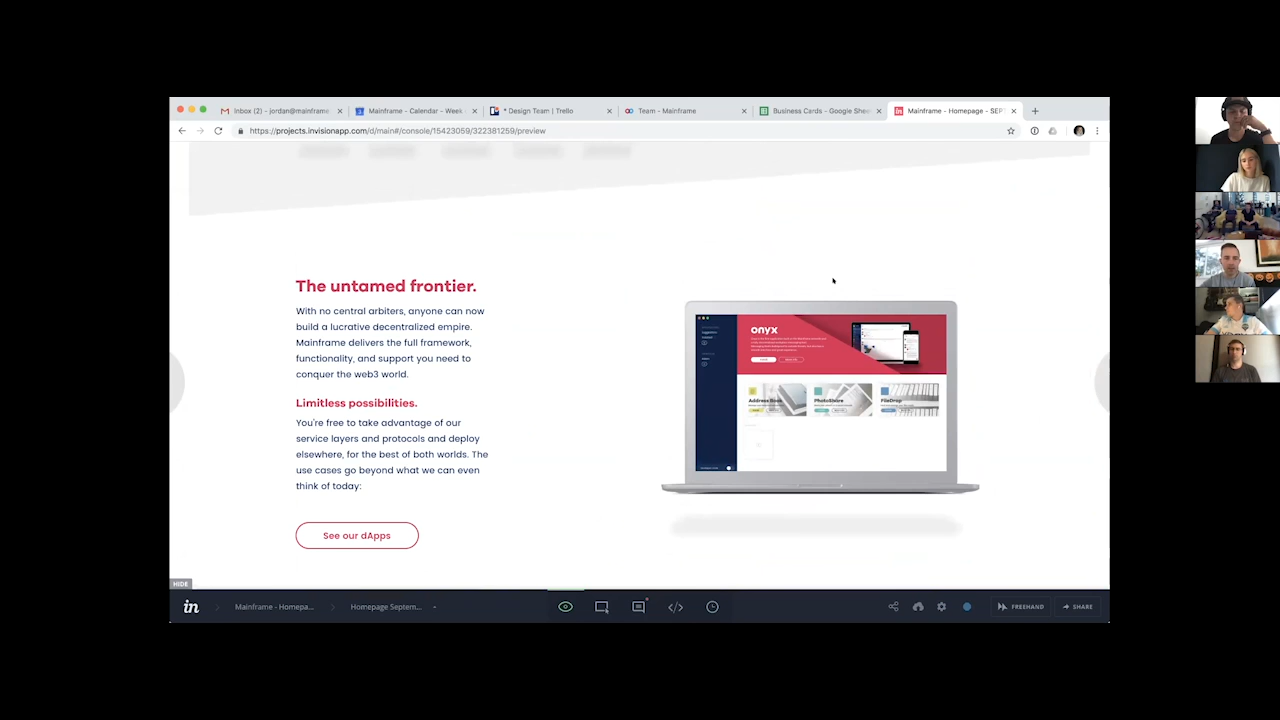 Inbox (2) - jordan@mainframe
Mainframe - Calendar - Week
* Design Team | Trello
Team - Mainframe
Business Cards - Google Shee
Mainframe - Homepage - SEP
https://projects.invisionapp.com/d/main#/console/15423059/322381259/preview
The untamed frontier.
With no central arbiters, anyone can now
build a lucrative decentralized empire.
Mainframe delivers the full framework,
functionality, and support you need to
conquer the web3 world.
Limitless possibilities.
You're free to take advantage of our
service layers and protocols and deploy
elsewhere, for the best of both worlds. The
use cases go beyond what we can even
think of today:
See our dApps
onyx
Address Book
PhotoShare
FileDrop
HIDE
in
Mainframe - Homepa...
Homepage Septem...
FREEHAND
SHARE